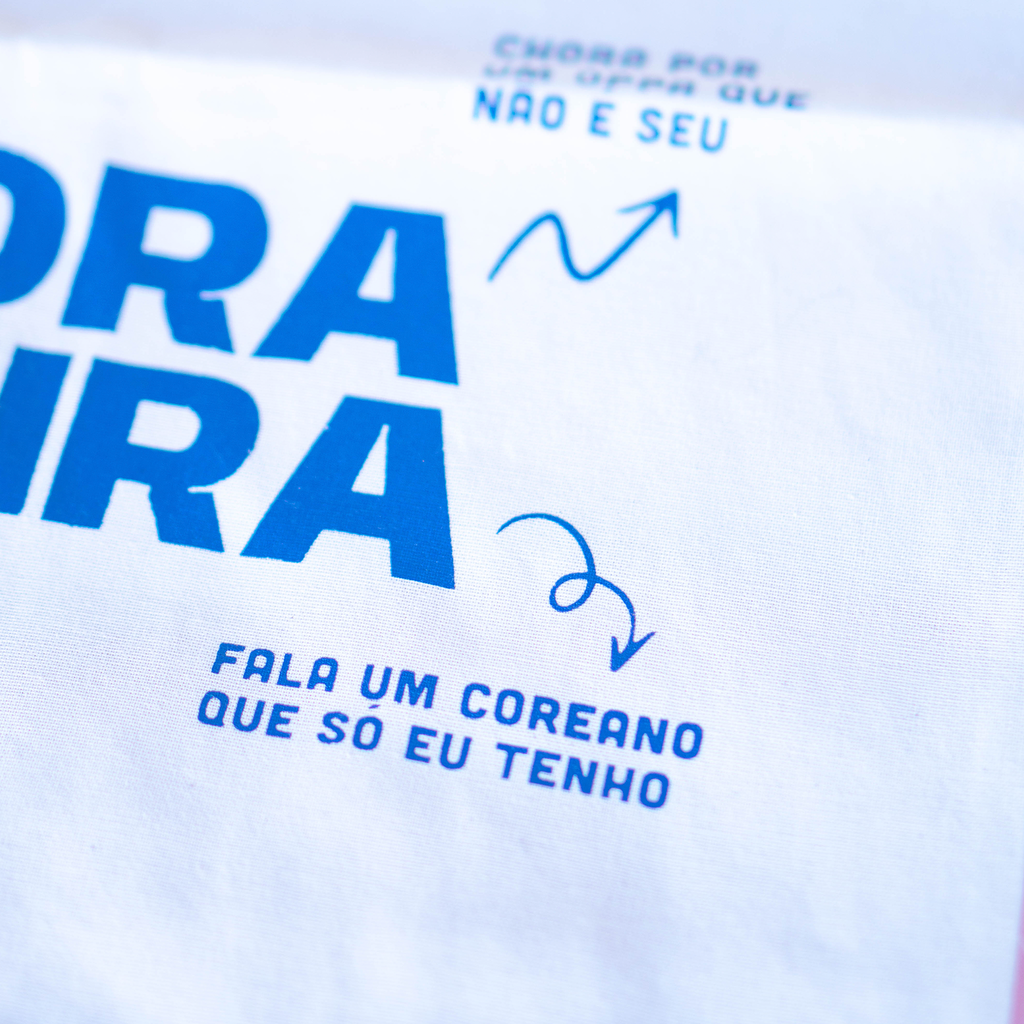 CHORA POR
UM OPPA QUE
NÃO E SEU
ORA
IRA
FALA UM COREANO
QUE SÓ EU TENHO